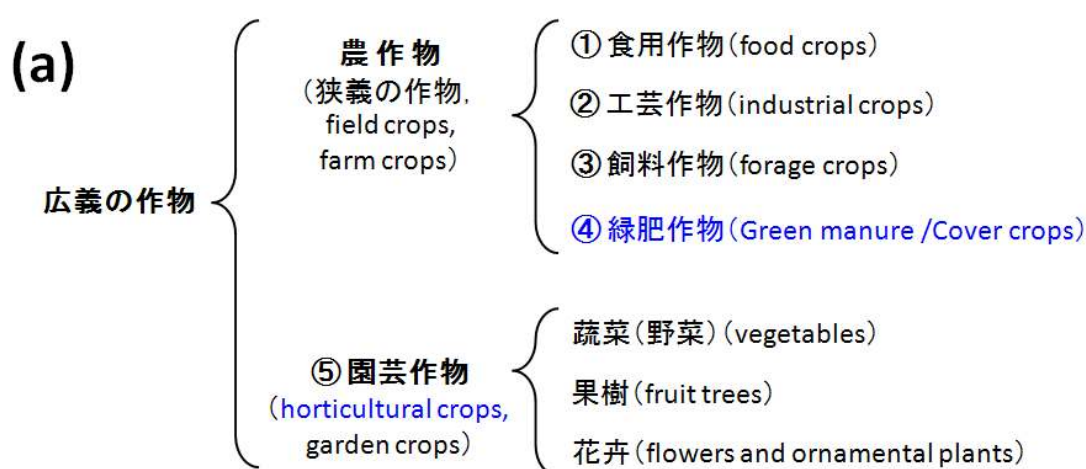 (a)
広義の作物
農作物
(狭義の作物,
field crops,
farm crops)
①食用作物(food crops)
②工芸作物(industrial crops)
③飼料作物(forage crops)
④緑肥作物(Green manure /Cover crops)
⑤園芸作物
(horticultural crops,
garden crops)
蔬菜(野菜)(vegetables)
果樹(fruit trees)
花卉(flowers and ornamental plants)